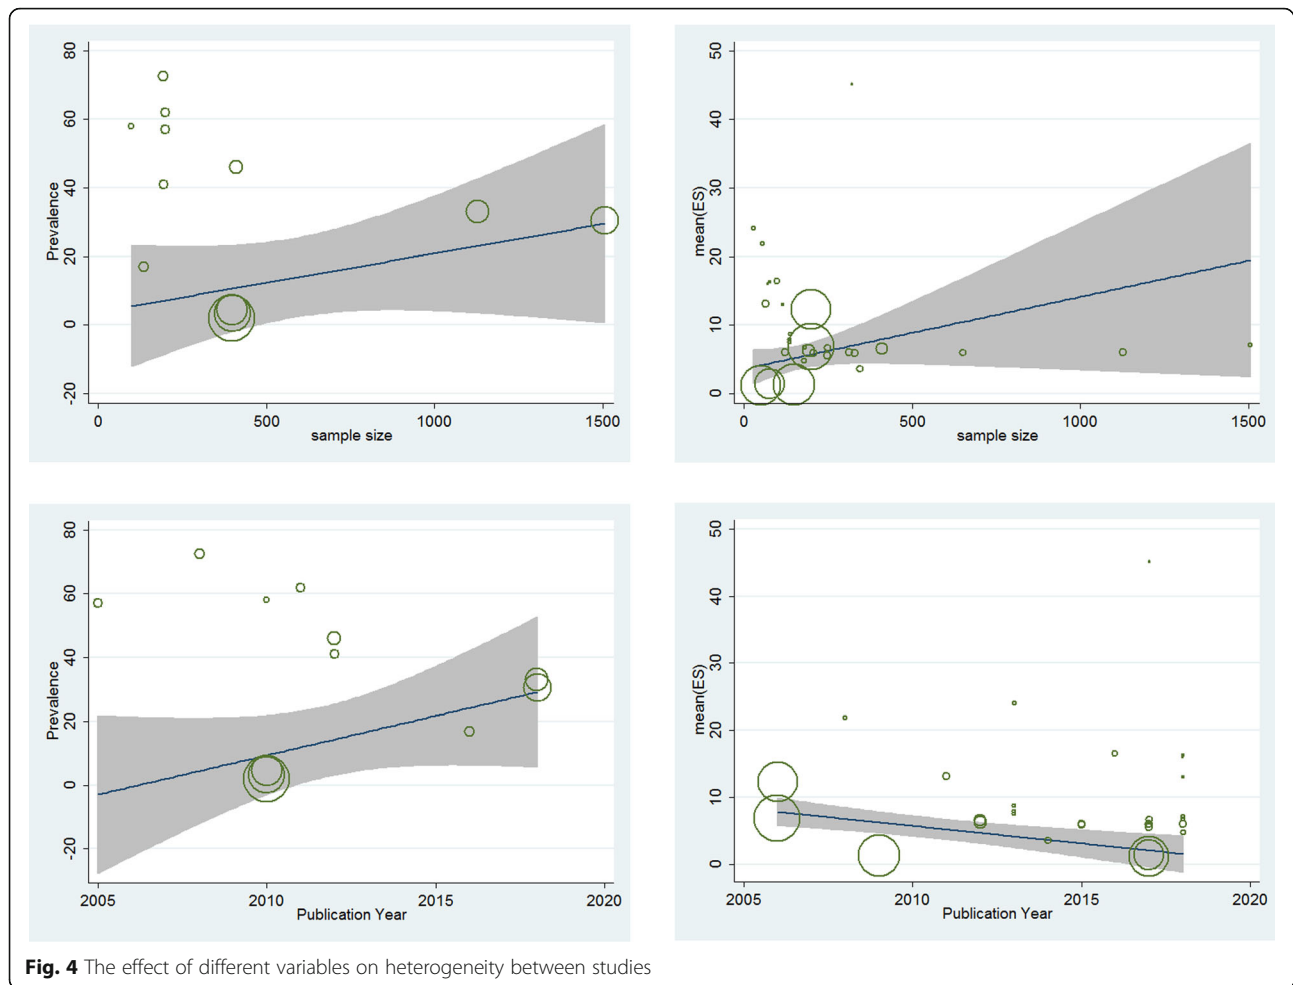 80
60
40
20
0
-20
Prevalence
0 500 1000 1500
sample size
50
40
30
20
10
0
mean(ES)
0 500 1000 1500
sample size
80
60
40
20
0
-20
Prevalence
2005 2010 2015 2020
Publication Year
50
40
30
20
10
0
mean(ES)
2005 2010 2015 2020
Publication Year
Fig. 4 The effect of different variables on heterogeneity between studies